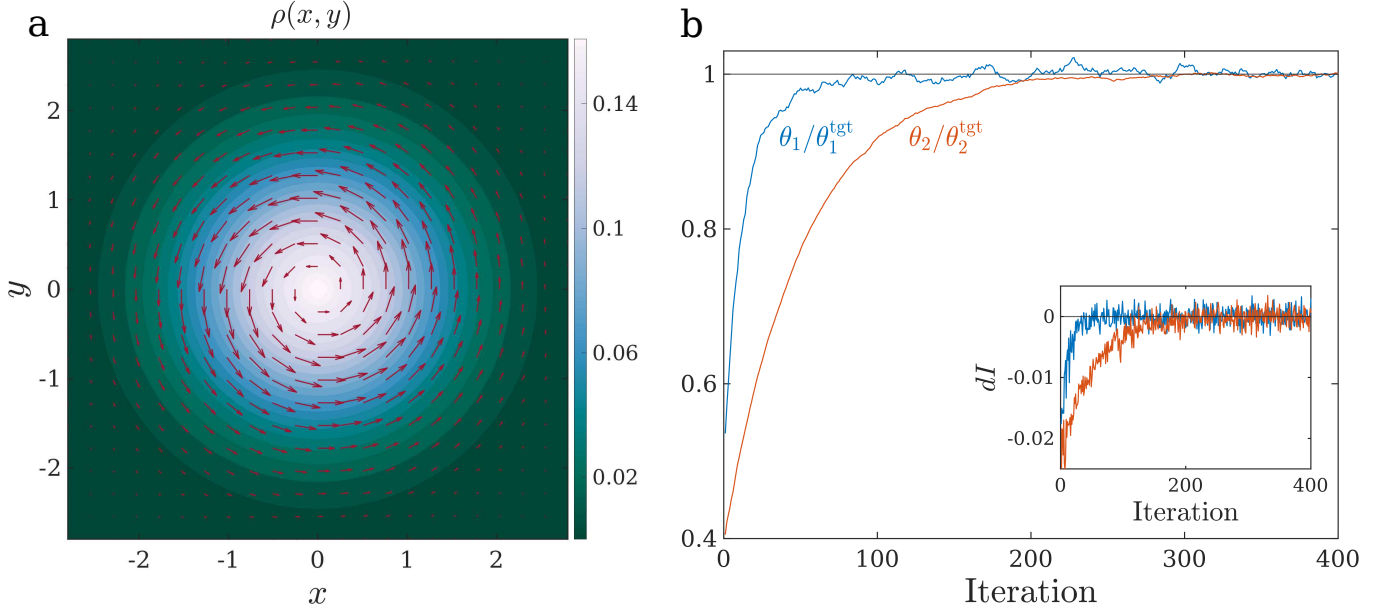 a
ρ(x, y)
2
1
0
-1
-2
y
-2
-1
0
1
2
x
0.14
0.1
0.06
0.02
b
1
0.8
0.6
0.4
0
100
200
300
400
Iteration
θ₁/θ₁ᵗᵍᵗ
θ₂/θ₂ᵗᵍᵗ
0
-0.01
-0.02
dI
0
200
400
Iteration